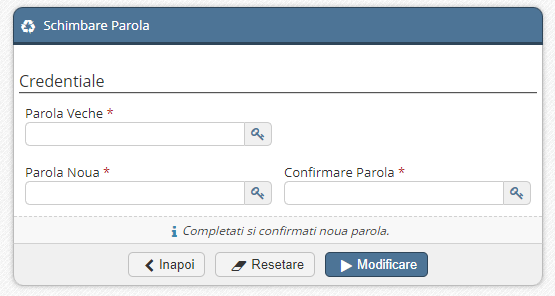 Schimbare Parola
Credentiale
Parola Veche *
Parola Noua * Confirmare Parola *
Completati si confirmati noua parola.
Inapoi Resetare Modificare